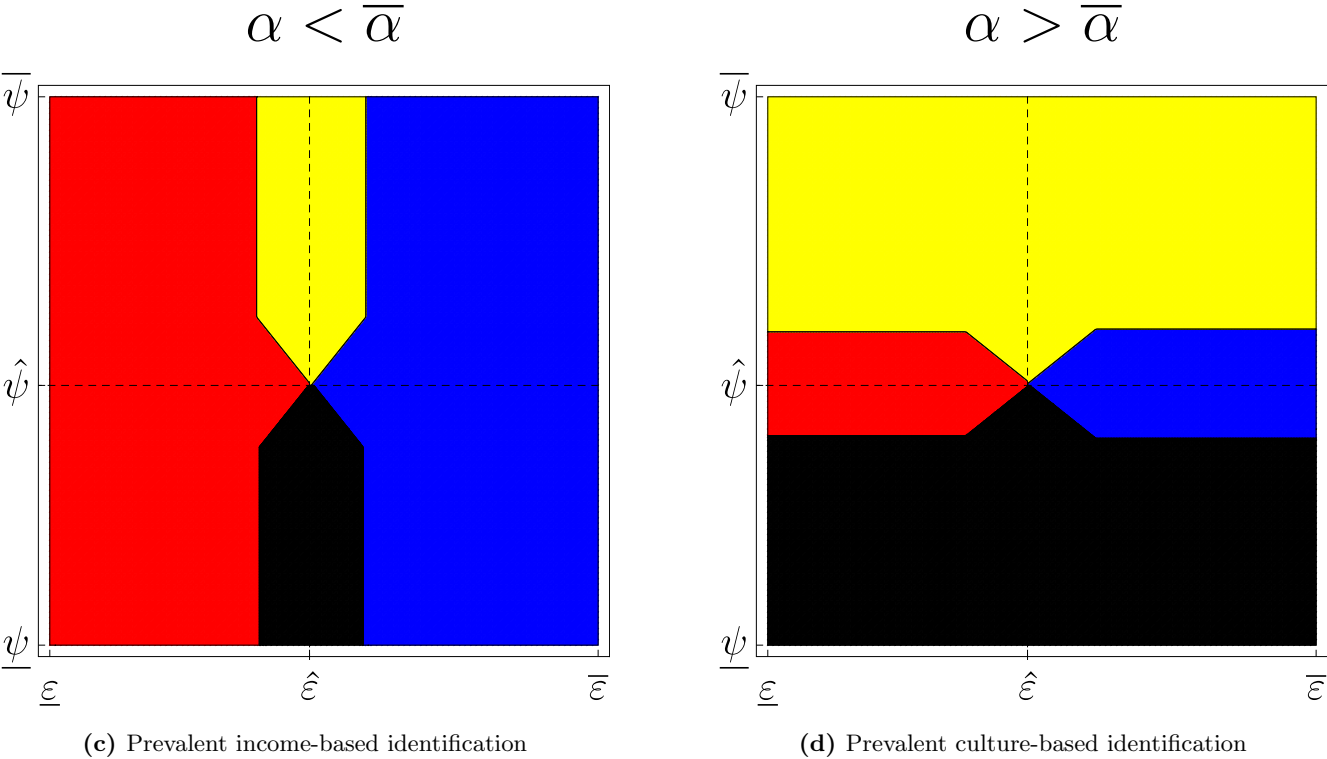 α < α̅
α > α̅
ψ̅
ψ̂
ψ̲
ε̲ ε̂ ε̅
ψ̅
ψ̂
ψ̲
ε̲ ε̂ ε̅
(c) Prevalent income-based identification
(d) Prevalent culture-based identification